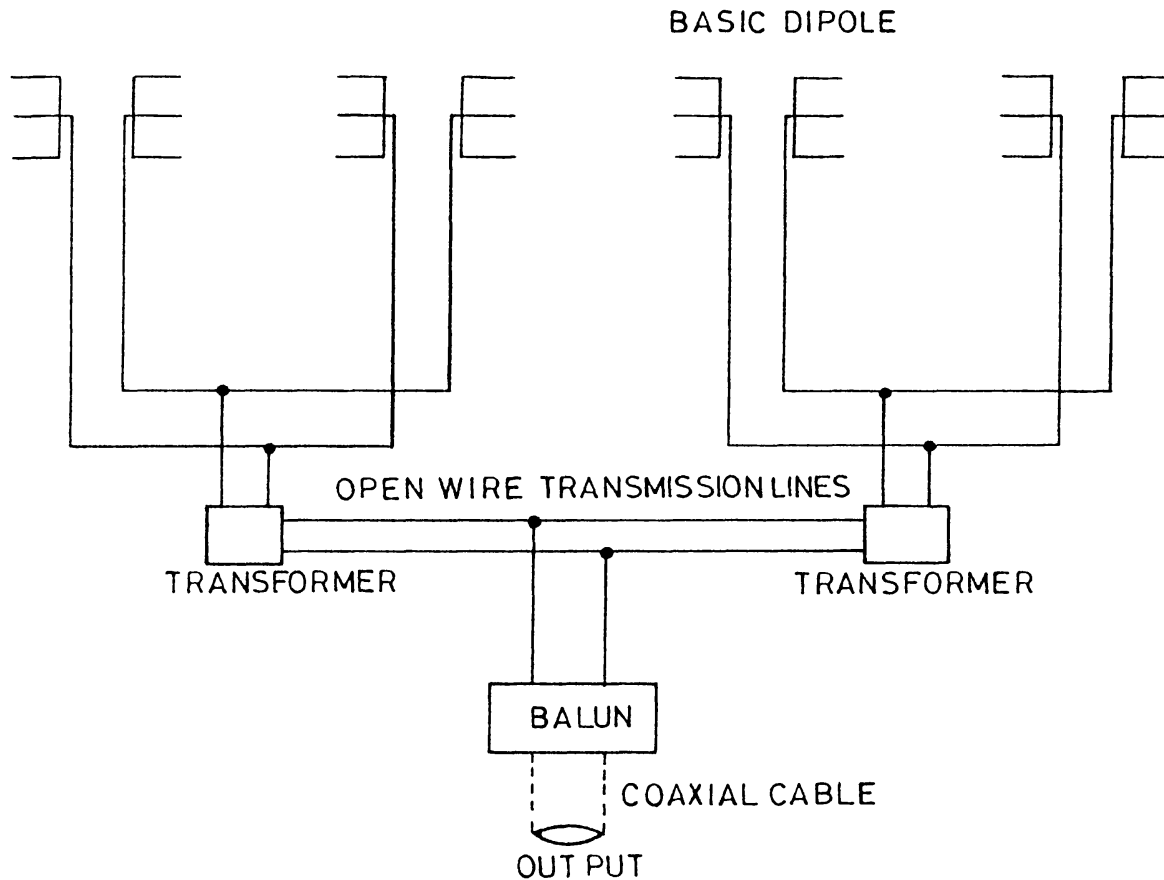 BASIC DIPOLE
OPEN WIRE TRANSMISSION LINES
TRANSFORMER
TRANSFORMER
BALUN
COAXIAL CABLE
OUT PUT